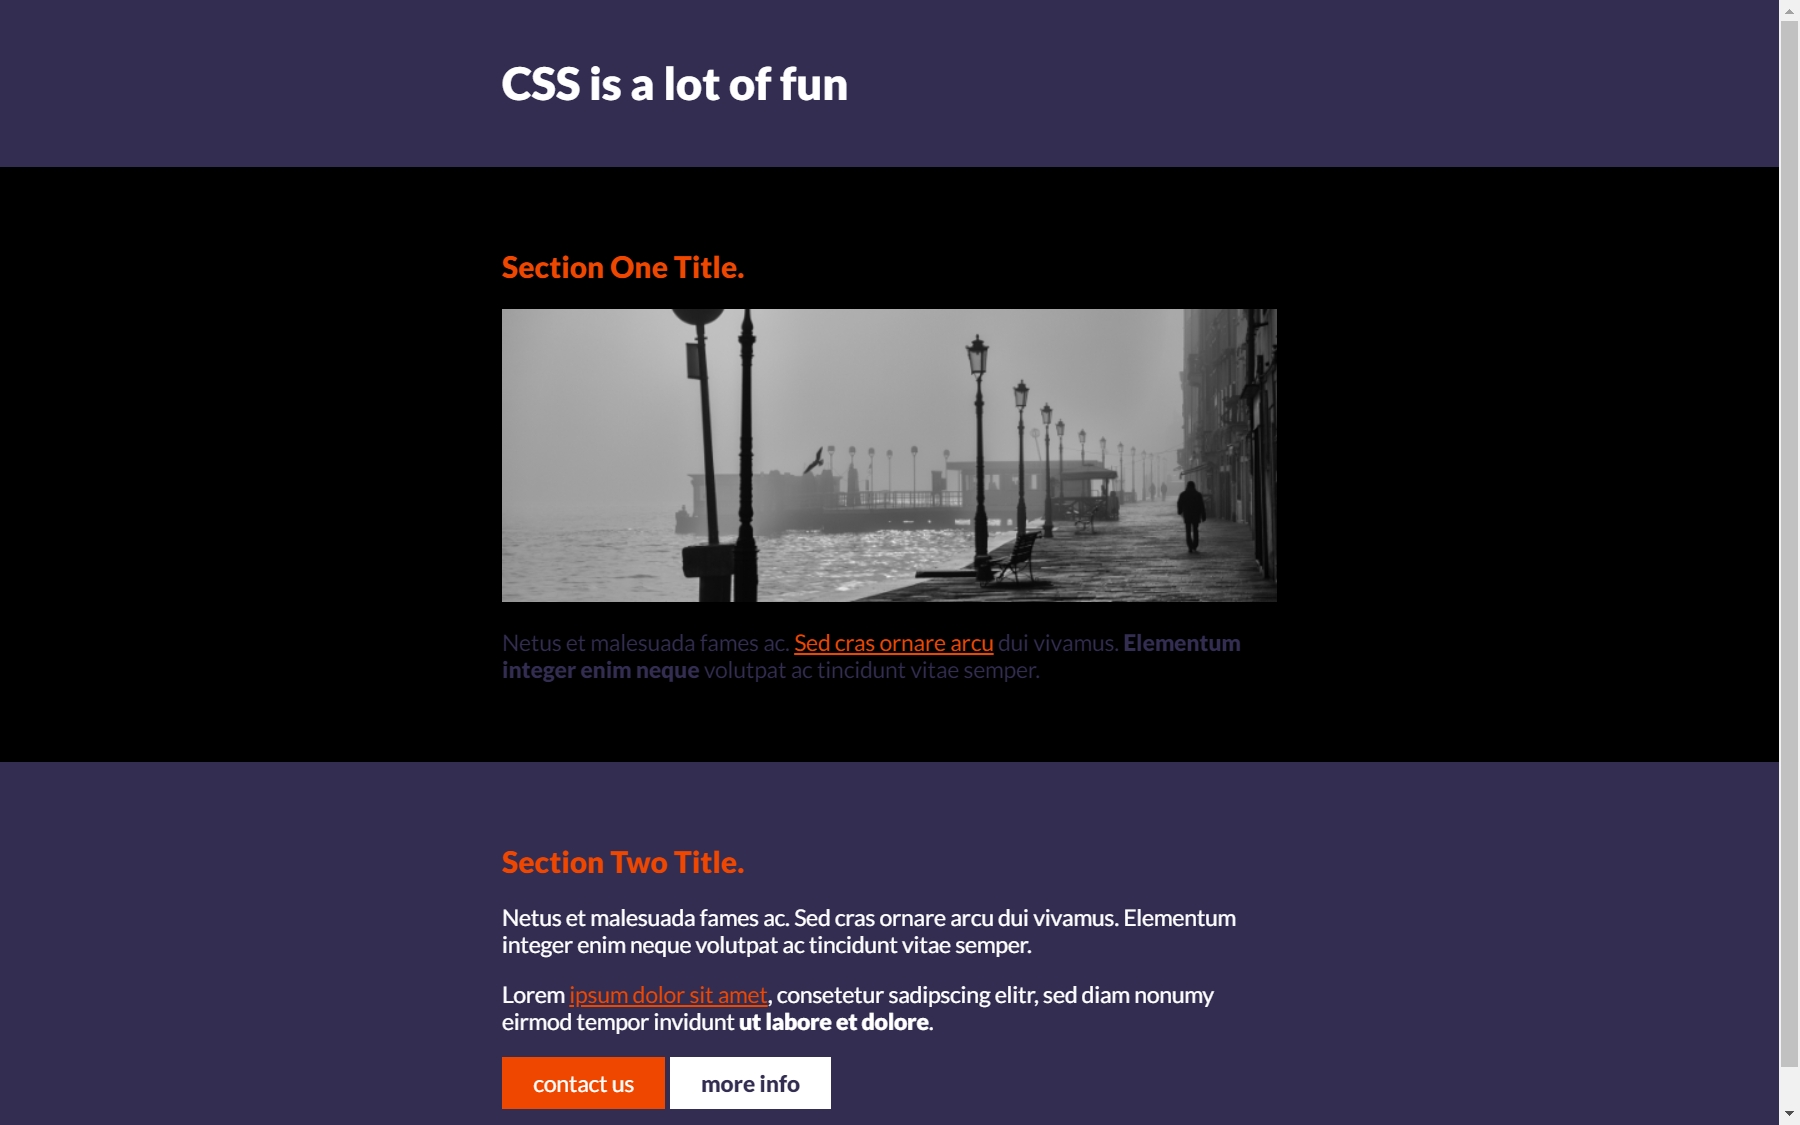 CSS is a lot of fun
Section One Title.
Netus et malesuada fames ac. Sed cras ornare arcu dui vivamus. Elementum
integer enim neque volutpat ac tincidunt vitae semper.
Section Two Title.
Netus et malesuada fames ac. Sed cras ornare arcu dui vivamus. Elementum
integer enim neque volutpat ac tincidunt vitae semper.
Lorem ipsum dolor sit amet, consetetur sadipscing elitr, sed diam nonumy
eirmod tempor invidunt ut labore et dolore.
contact us more info